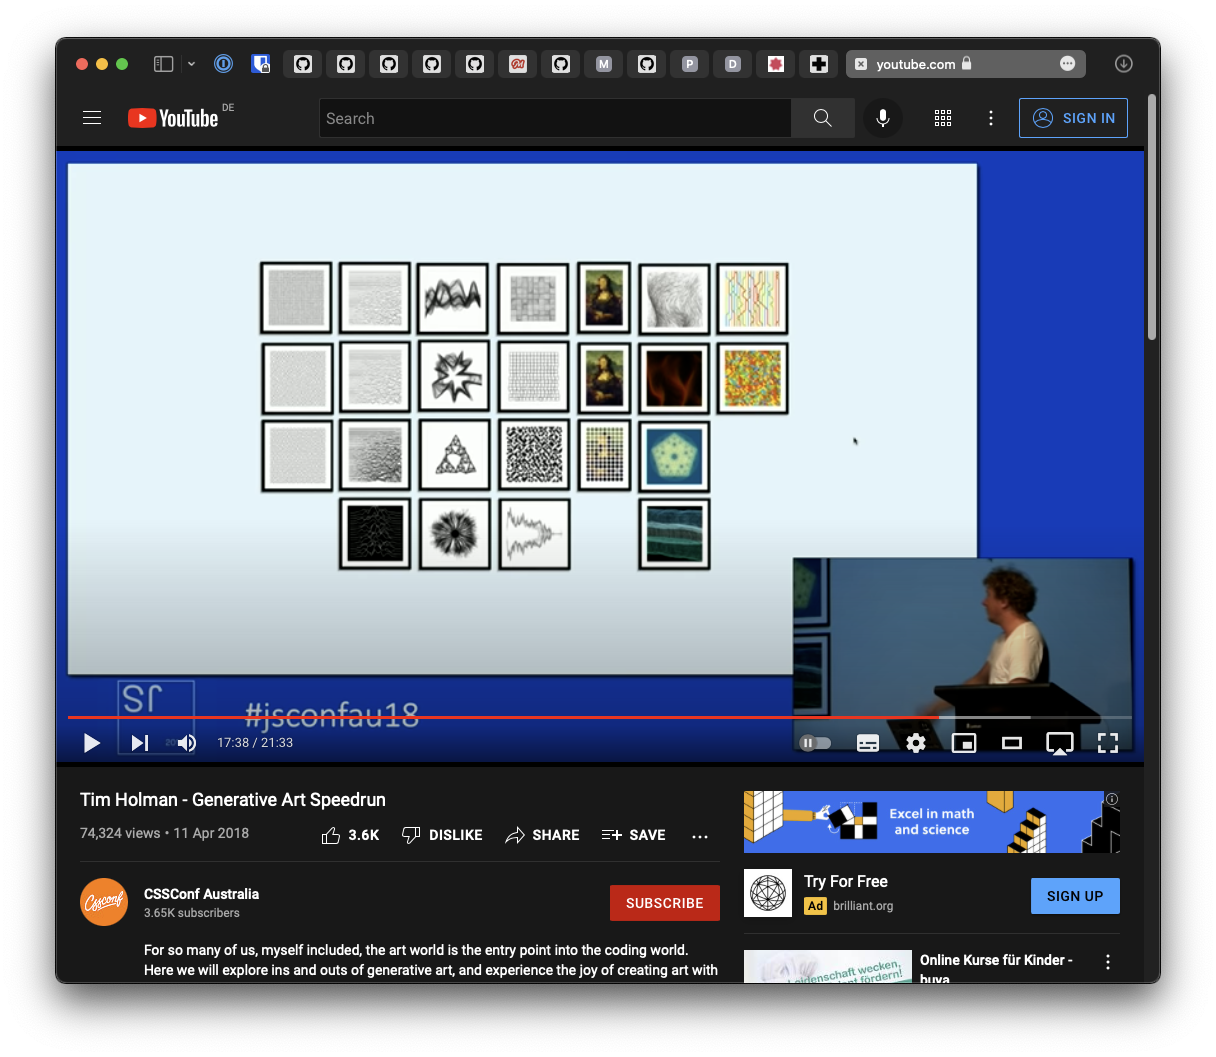 M
P
D
youtube.com
YouTube DE
Search
SIGN IN
#jsconfau18
17:38 / 21:33
Tim Holman - Generative Art Speedrun
74,324 views • 11 Apr 2018
3.6K
DISLIKE
SHARE
SAVE
CSSConf Australia
3.65K subscribers
SUBSCRIBE
For so many of us, myself included, the art world is the entry point into the coding world.
Here we will explore ins and outs of generative art, and experience the joy of creating art with
Cssconf
Excel in math
and science
Try For Free
Ad brilliant.org
SIGN UP
Leidenschaft wecken,
fördern!
Online Kurse für Kinder -
buya